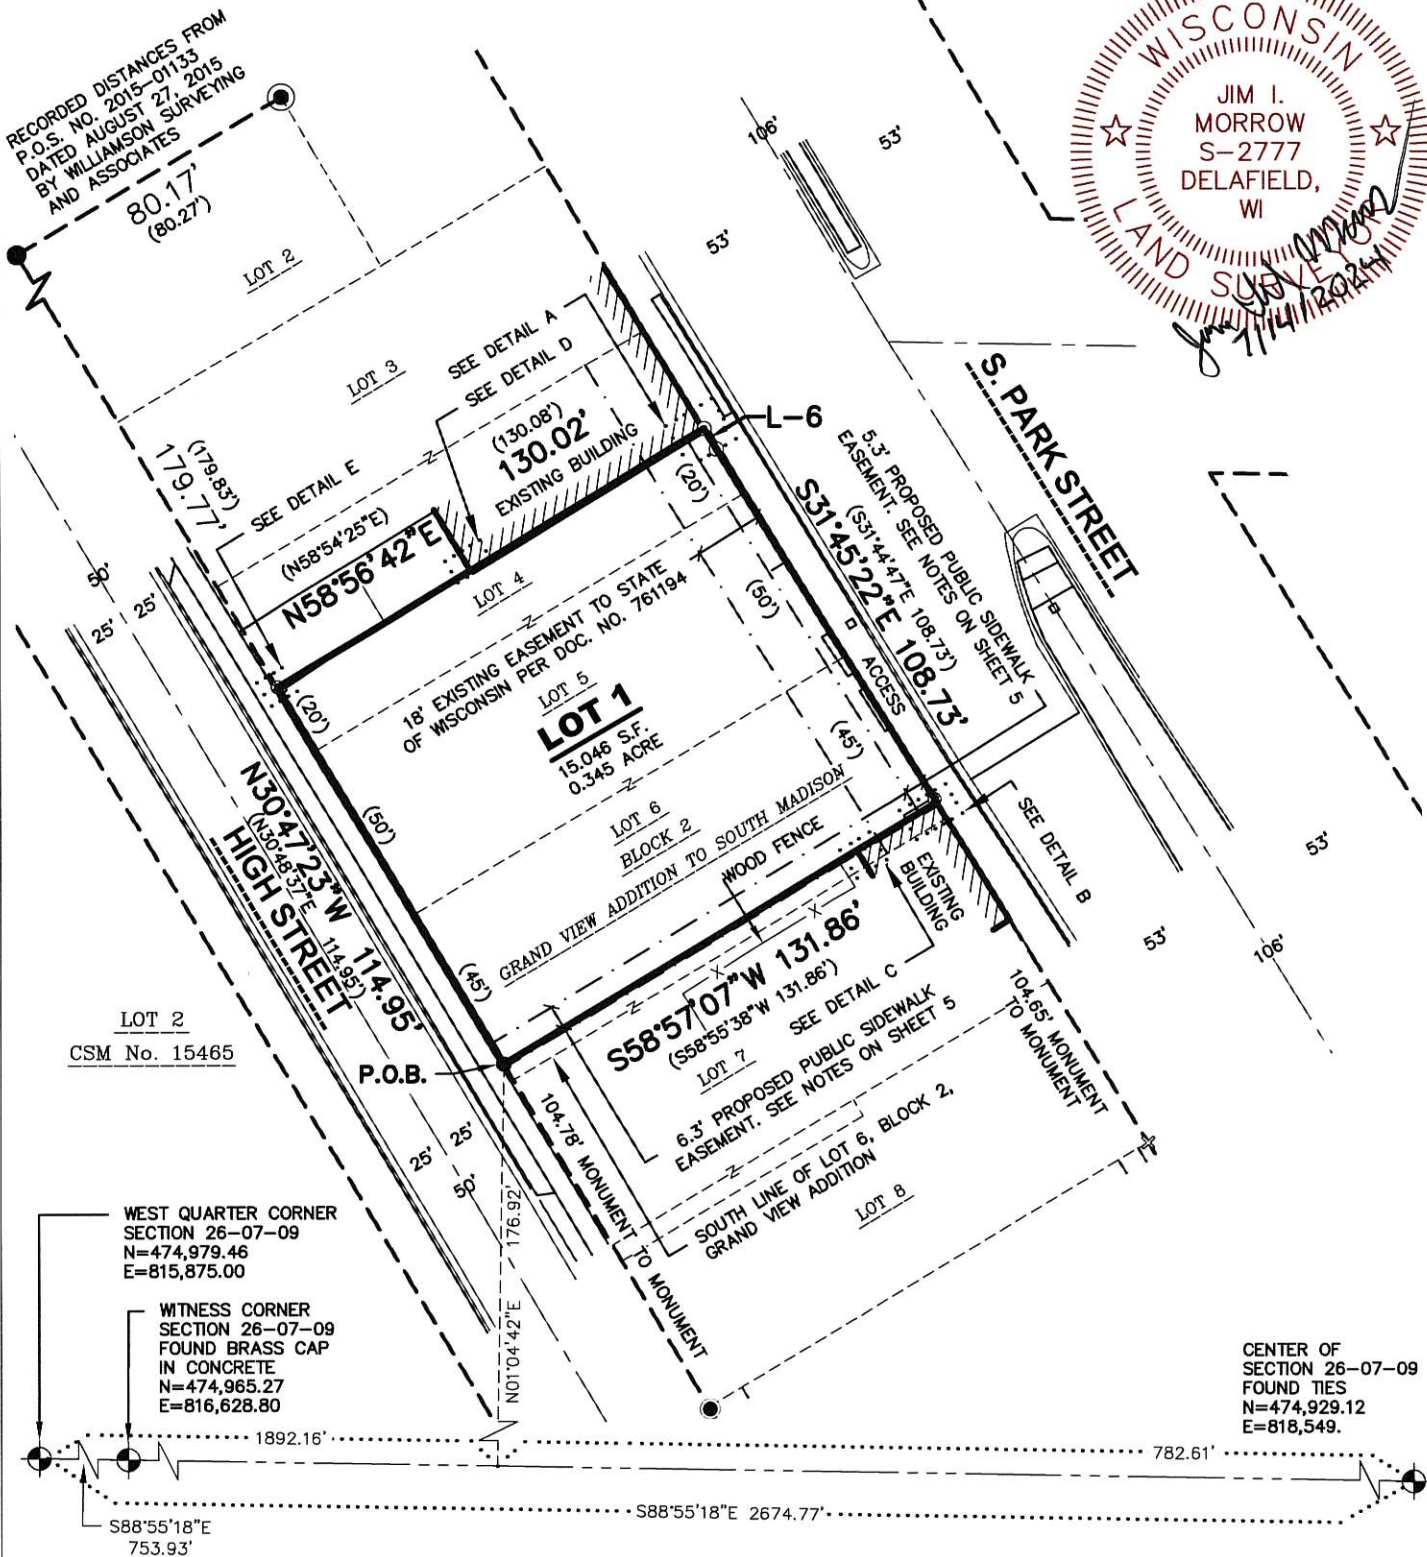 RECORDED DISTANCES FROM
P.O.S. NO. 2015-01133
DATED AUGUST 27, 2015
BY WILLIAMSON SURVEYING
AND ASSOCIATES
80.17'
(80.27')
LOT 2
WISCONSIN
JIM I.
MORROW
S-2777
DELAFIELD,
WI
LAND SURVEYOR
106'
53'
53'
LOT 3
SEE DETAIL A
SEE DETAIL D
(130.08')
130.02'
EXISTING BUILDING
L-6
S. PARK STREET
(179.83')
179.77'
SEE DETAIL E
(N58°54'25"E)
N58°56'42"E
LOT 4
(20')
5.3' PROPOSED PUBLIC SIDEWALK
EASEMENT. SEE NOTES ON SHEET 5
(S31°44'47"E 108.73')
S31°45'22"E 108.73'
ACCESS
50'
25'
25'
18' EXISTING EASEMENT TO STATE
OF WISCONSIN PER DOC. NO. 761194
(50')
LOT 5
LOT 1
15,046 S.F.
0.345 ACRE
(20')
(50')
(45')
(45')
LOT 6
BLOCK 2
GRAND VIEW ADDITION TO SOUTH MADISON
WOOD FENCE
N30°47'23"W 114.95'
(N30°48'37"E 114.95')
HIGH STREET
SEE DETAIL B
EXISTING
BUILDING
53'
53'
106'
S58°57'07"W 131.86'
(S58°55'38"W 131.86')
SEE DETAIL C
LOT 7
6.3' PROPOSED PUBLIC SIDEWALK
EASEMENT. SEE NOTES ON SHEET 5
104.65' MONUMENT
TO MONUMENT
LOT 2
CSM No. 15465
P.O.B.
25'
25'
50'
104.78' MONUMENT TO MONUMENT
SOUTH LINE OF LOT 6, BLOCK 2,
GRAND VIEW ADDITION
LOT 8
N01°04'42"E 176.92'
WEST QUARTER CORNER
SECTION 26-07-09
N=474,979.46
E=815,875.00
WITNESS CORNER
SECTION 26-07-09
FOUND BRASS CAP
IN CONCRETE
N=474,965.27
E=816,628.80
CENTER OF
SECTION 26-07-09
FOUND TIES
N=474,929.12
E=818,549.
1892.16'
782.61'
S88°55'18"E 2674.77'
S88°55'18"E
753.93'